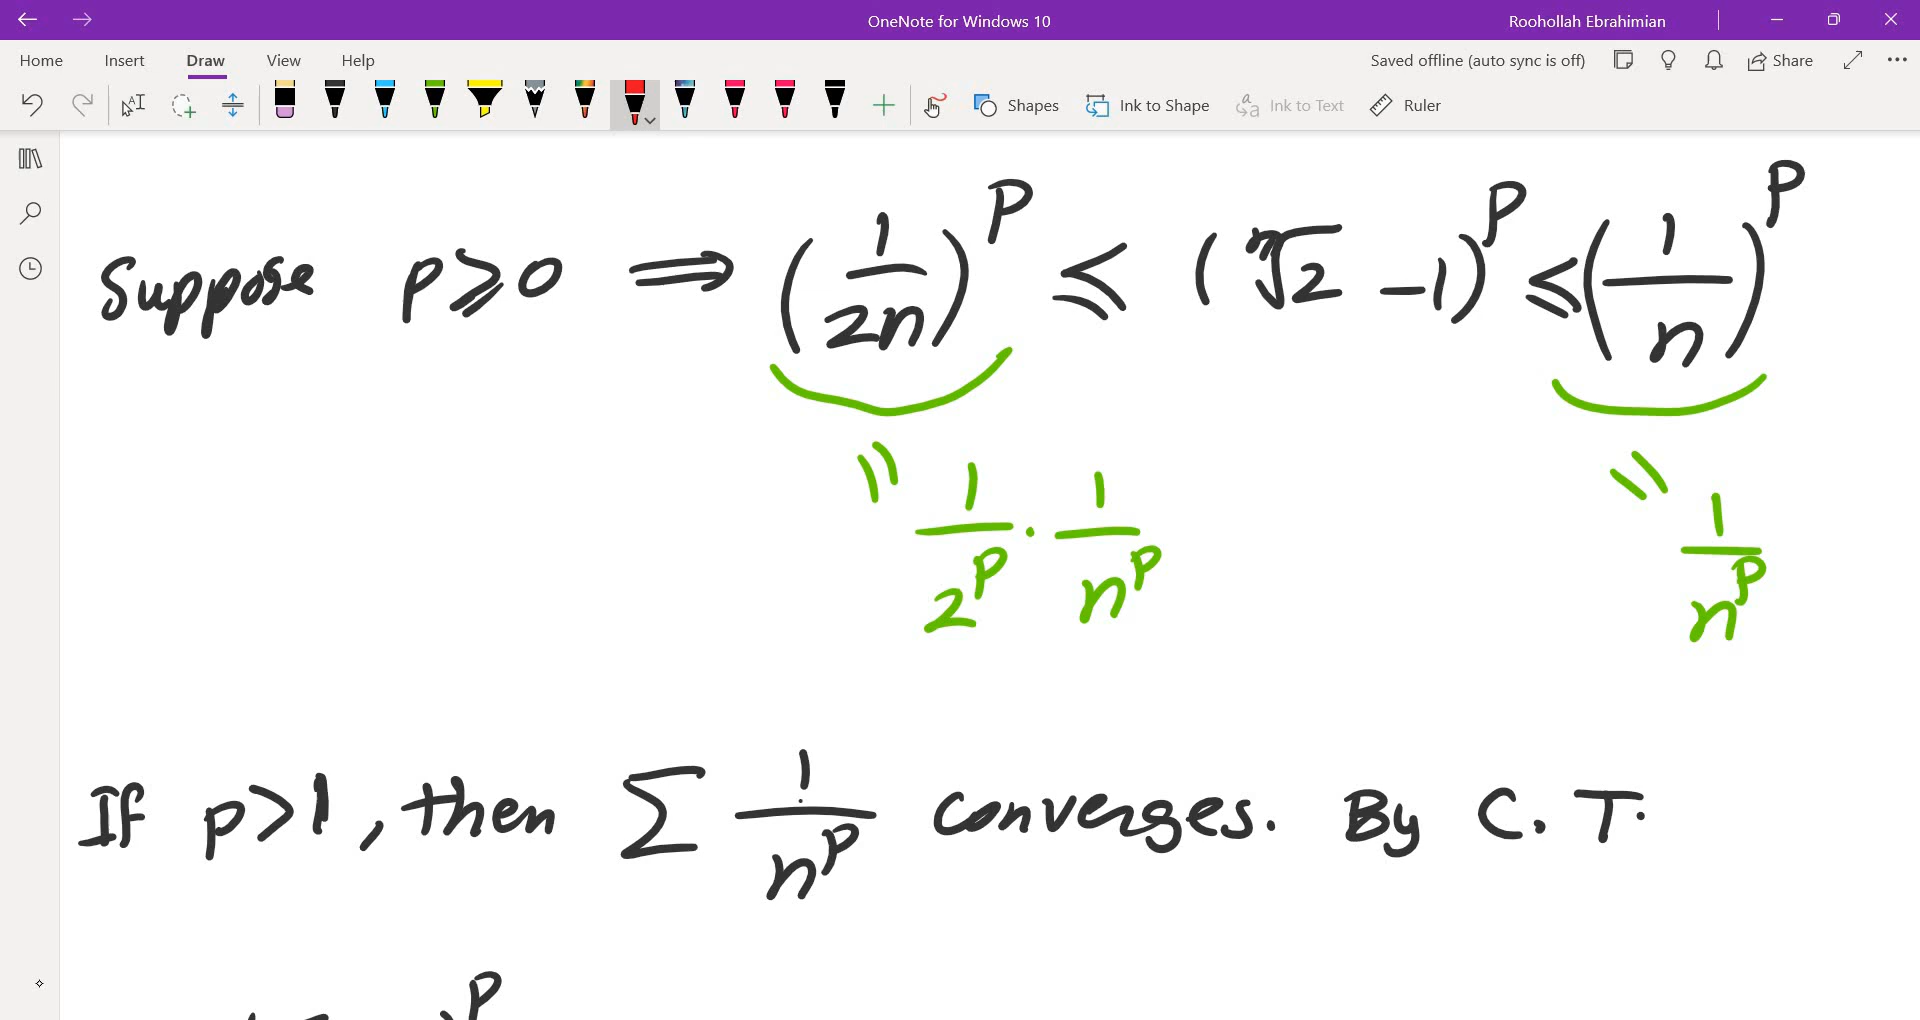 OneNote for Windows 10
Roohollah Ebrahimian
Home Insert Draw View Help
Saved offline (auto sync is off) Share
Shapes Ink to Shape Ink to Text Ruler
Suppose p ≥ 0 ⟹ (1/2n)^p ≤ (ⁿ√2 − 1)^p ≤ (1/n)^p
= 1/2^p · 1/n^p = 1/n^p
If p > 1, then Σ 1/n^p converges. By C. T.